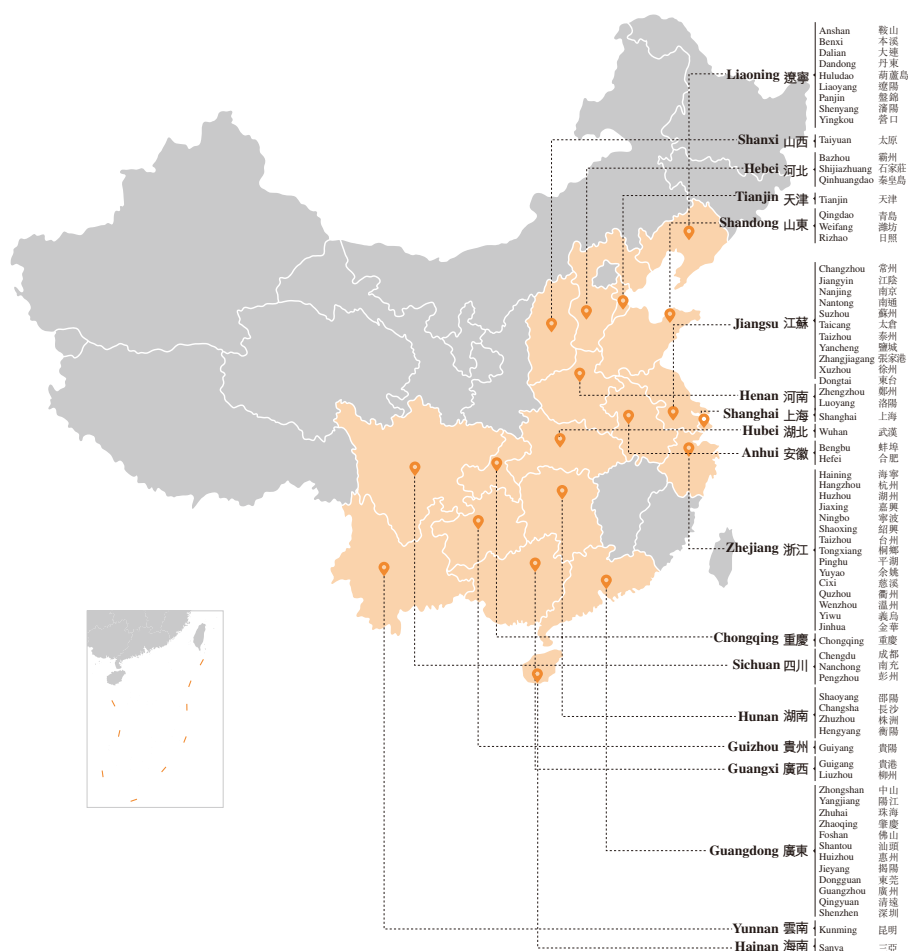 Liaoning 遼寧
Anshan 鞍山
Benxi 本溪
Dalian 大連
Dandong 丹東
Huludao 葫蘆島
Liaoyang 遼陽
Panjin 盤錦
Shenyang 瀋陽
Yingkou 營口
Shanxi 山西
Taiyuan 太原
Hebei 河北
Bazhou 霸州
Shijiazhuang 石家莊
Qinhuangdao 秦皇島
Tianjin 天津
Tianjin 天津
Shandong 山東
Qingdao 青島
Weifang 濰坊
Rizhao 日照
Jiangsu 江蘇
Changzhou 常州
Jiangyin 江陰
Nanjing 南京
Nantong 南通
Suzhou 蘇州
Taicang 太倉
Taizhou 泰州
Yancheng 鹽城
Zhangjiagang 張家港
Xuzhou 徐州
Dongtai 東台
Henan 河南
Zhengzhou 鄭州
Luoyang 洛陽
Shanghai 上海
Shanghai 上海
Hubei 湖北
Wuhan 武漢
Anhui 安徽
Bengbu 蚌埠
Hefei 合肥
Zhejiang 浙江
Haining 海寧
Hangzhou 杭州
Huzhou 湖州
Jiaxing 嘉興
Ningbo 寧波
Shaoxing 紹興
Taizhou 台州
Tongxiang 桐鄉
Pinghu 平湖
Yuyao 余姚
Cixi 慈溪
Quzhou 衢州
Wenzhou 溫州
Yiwu 義烏
Jinhua 金華
Chongqing 重慶
Chongqing 重慶
Sichuan 四川
Chengdu 成都
Nanchong 南充
Pengzhou 彭州
Hunan 湖南
Shaoyang 邵陽
Changsha 長沙
Zhuzhou 株洲
Hengyang 衡陽
Guizhou 貴州
Guiyang 貴陽
Guangxi 廣西
Guigang 貴港
Liuzhou 柳州
Guangdong 廣東
Zhongshan 中山
Yangjiang 陽江
Zhuhai 珠海
Zhaoqing 肇慶
Foshan 佛山
Shantou 汕頭
Huizhou 惠州
Jieyang 揭陽
Dongguan 東莞
Guangzhou 廣州
Qingyuan 清遠
Shenzhen 深圳
Yunnan 雲南
Kunming 昆明
Hainan 海南
Sanya 三亞